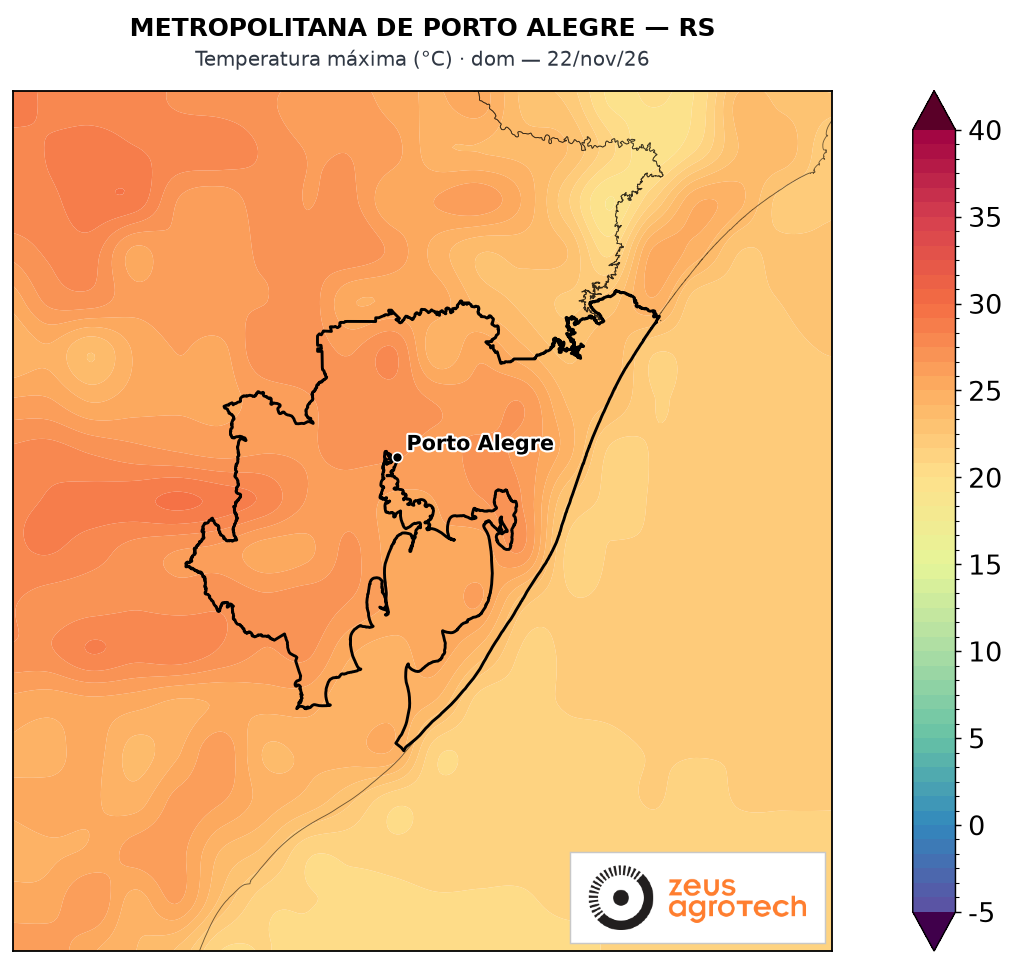 METROPOLITANA DE PORTO ALEGRE — RS
Temperatura máxima (°C) · dom — 22/nov/26
Porto Alegre
40
35
30
25
20
15
10
5
0
-5
zeus
agrotech